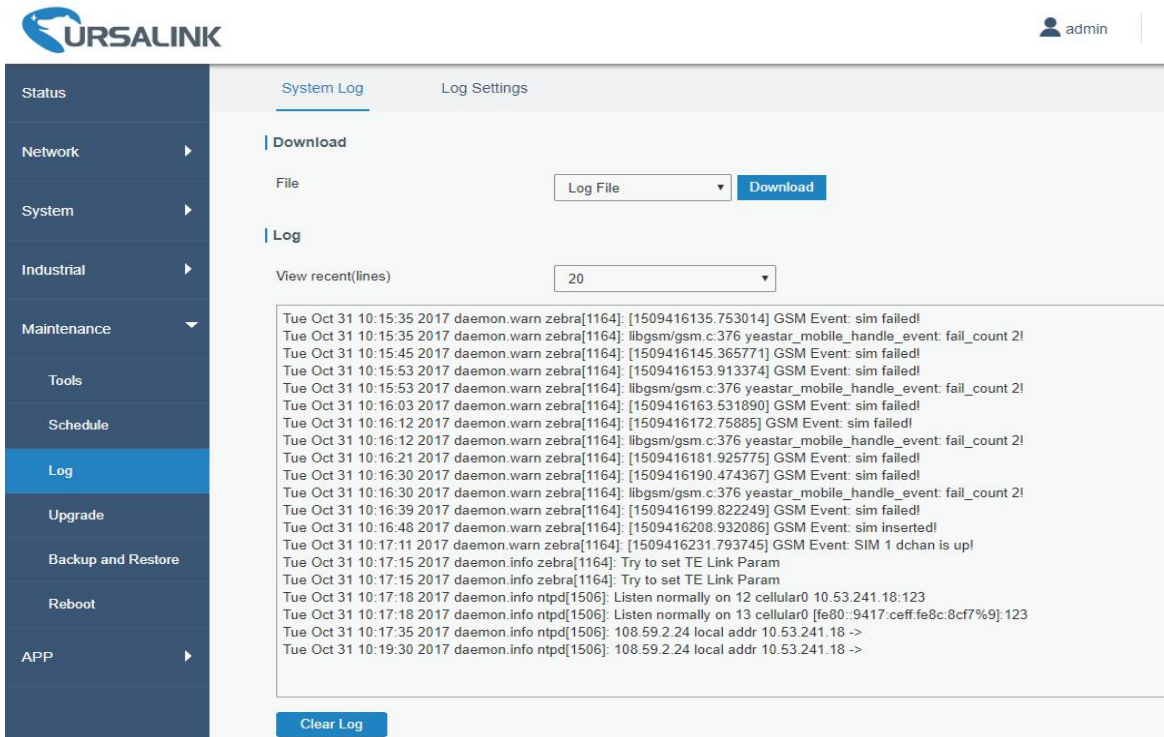 URSALINK
admin
Status
Network
System
Industrial
Maintenance
Tools
Schedule
Log
Upgrade
Backup and Restore
Reboot
APP
System Log Log Settings
Download
File Log File Download
Log
View recent(lines) 20
Tue Oct 31 10:15:35 2017 daemon.warn zebra[1164]: [1509416135.753014] GSM Event: sim failed!
Tue Oct 31 10:15:35 2017 daemon.warn zebra[1164]: libgsm/gsm.c:376 yeastar_mobile_handle_event: fail_count 2!
Tue Oct 31 10:15:45 2017 daemon.warn zebra[1164]: [1509416145.365771] GSM Event: sim failed!
Tue Oct 31 10:15:53 2017 daemon.warn zebra[1164]: [1509416153.913374] GSM Event: sim failed!
Tue Oct 31 10:15:53 2017 daemon.warn zebra[1164]: libgsm/gsm.c:376 yeastar_mobile_handle_event: fail_count 2!
Tue Oct 31 10:16:03 2017 daemon.warn zebra[1164]: [1509416163.531890] GSM Event: sim failed!
Tue Oct 31 10:16:12 2017 daemon.warn zebra[1164]: [1509416172.75885] GSM Event: sim failed!
Tue Oct 31 10:16:12 2017 daemon.warn zebra[1164]: libgsm/gsm.c:376 yeastar_mobile_handle_event: fail_count 2!
Tue Oct 31 10:16:21 2017 daemon.warn zebra[1164]: [1509416181.925775] GSM Event: sim failed!
Tue Oct 31 10:16:30 2017 daemon.warn zebra[1164]: [1509416190.474367] GSM Event: sim failed!
Tue Oct 31 10:16:30 2017 daemon.warn zebra[1164]: libgsm/gsm.c:376 yeastar_mobile_handle_event: fail_count 2!
Tue Oct 31 10:16:39 2017 daemon.warn zebra[1164]: [1509416199.822249] GSM Event: sim failed!
Tue Oct 31 10:16:48 2017 daemon.warn zebra[1164]: [1509416208.932086] GSM Event: sim inserted!
Tue Oct 31 10:17:11 2017 daemon.warn zebra[1164]: [1509416231.793745] GSM Event: SIM 1 dchan is up!
Tue Oct 31 10:17:15 2017 daemon.info zebra[1164]: Try to set TE Link Param
Tue Oct 31 10:17:15 2017 daemon.info zebra[1164]: Try to set TE Link Param
Tue Oct 31 10:17:18 2017 daemon.info ntpd[1506]: Listen normally on 12 cellular0 10.53.241.18:123
Tue Oct 31 10:17:18 2017 daemon.info ntpd[1506]: Listen normally on 13 cellular0 [fe80::9417:ceff:fe8c:8cf7%9]:123
Tue Oct 31 10:17:35 2017 daemon.info ntpd[1506]: 108.59.2.24 local addr 10.53.241.18 ->
Tue Oct 31 10:19:30 2017 daemon.info ntpd[1506]: 108.59.2.24 local addr 10.53.241.18 ->
Clear Log